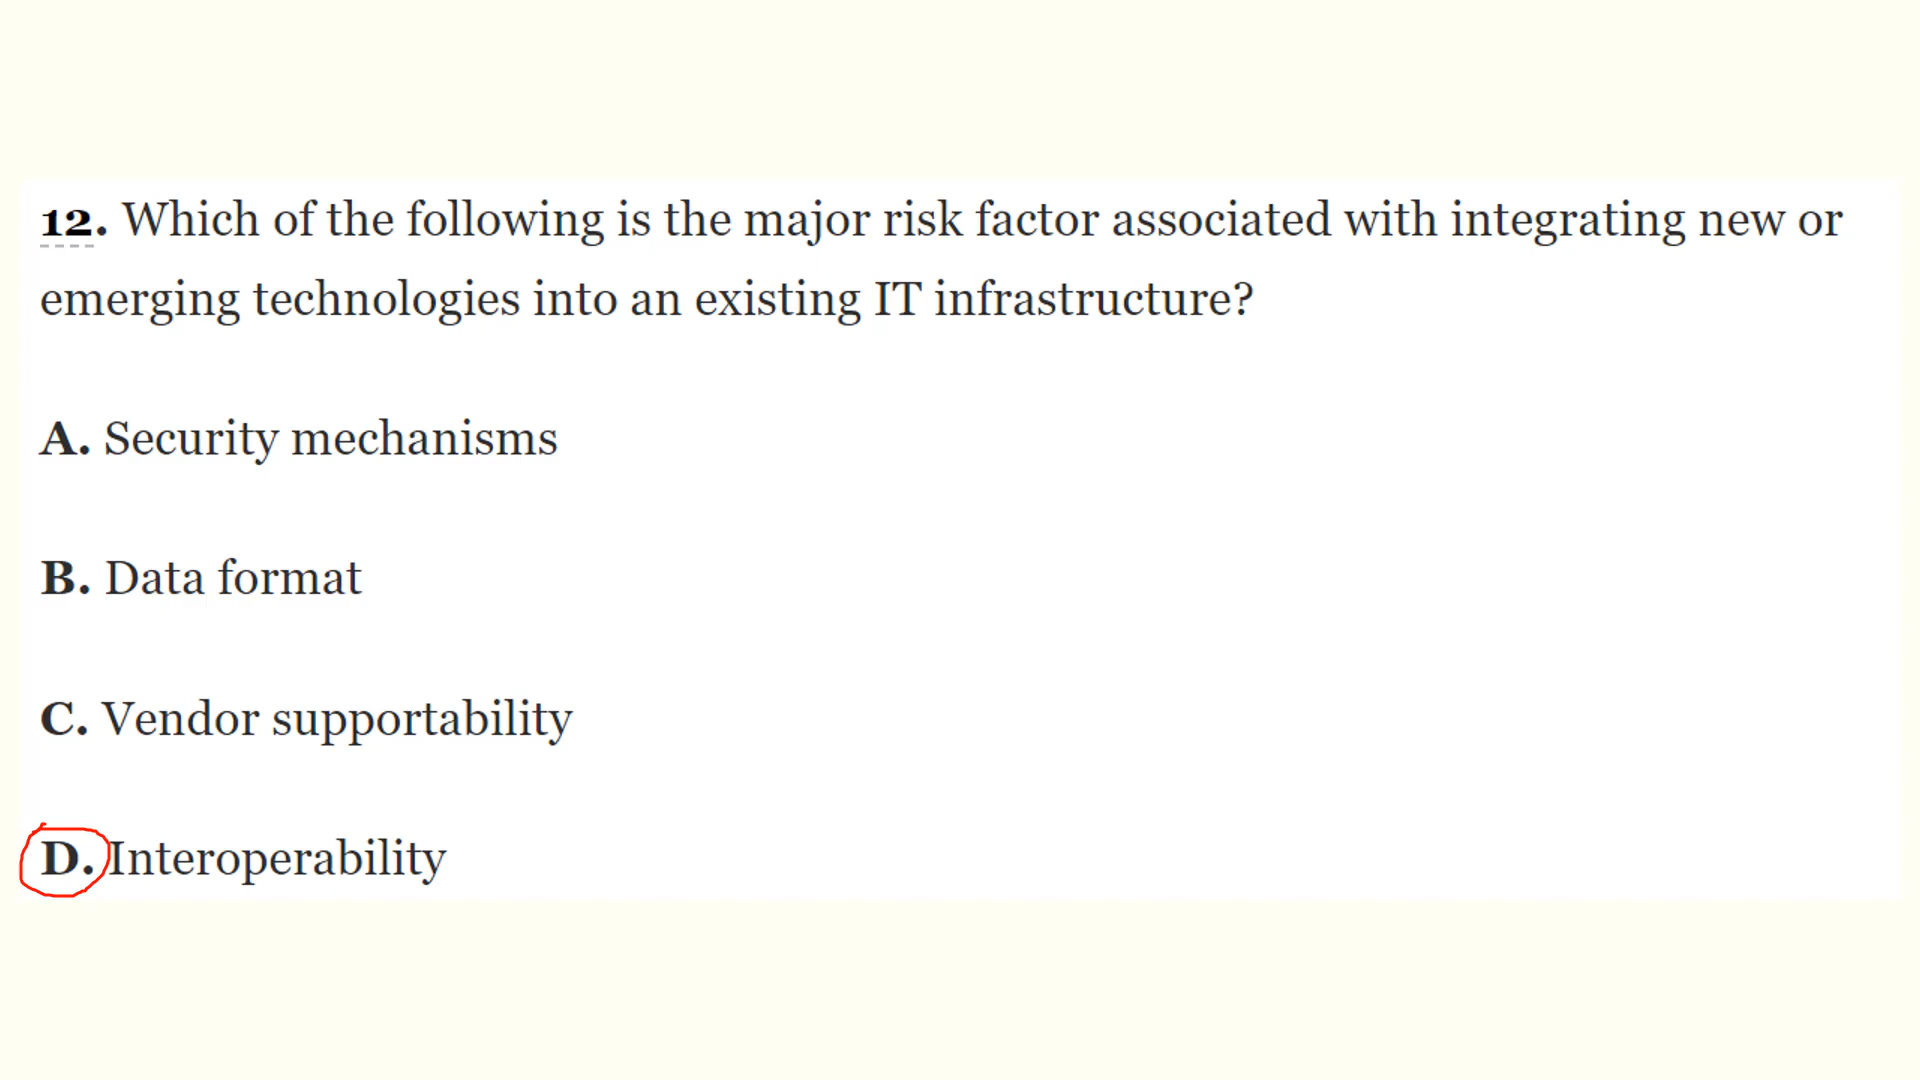 12. Which of the following is the major risk factor associated with integrating new or
emerging technologies into an existing IT infrastructure?
A. Security mechanisms
B. Data format
C. Vendor supportability
D. Interoperability